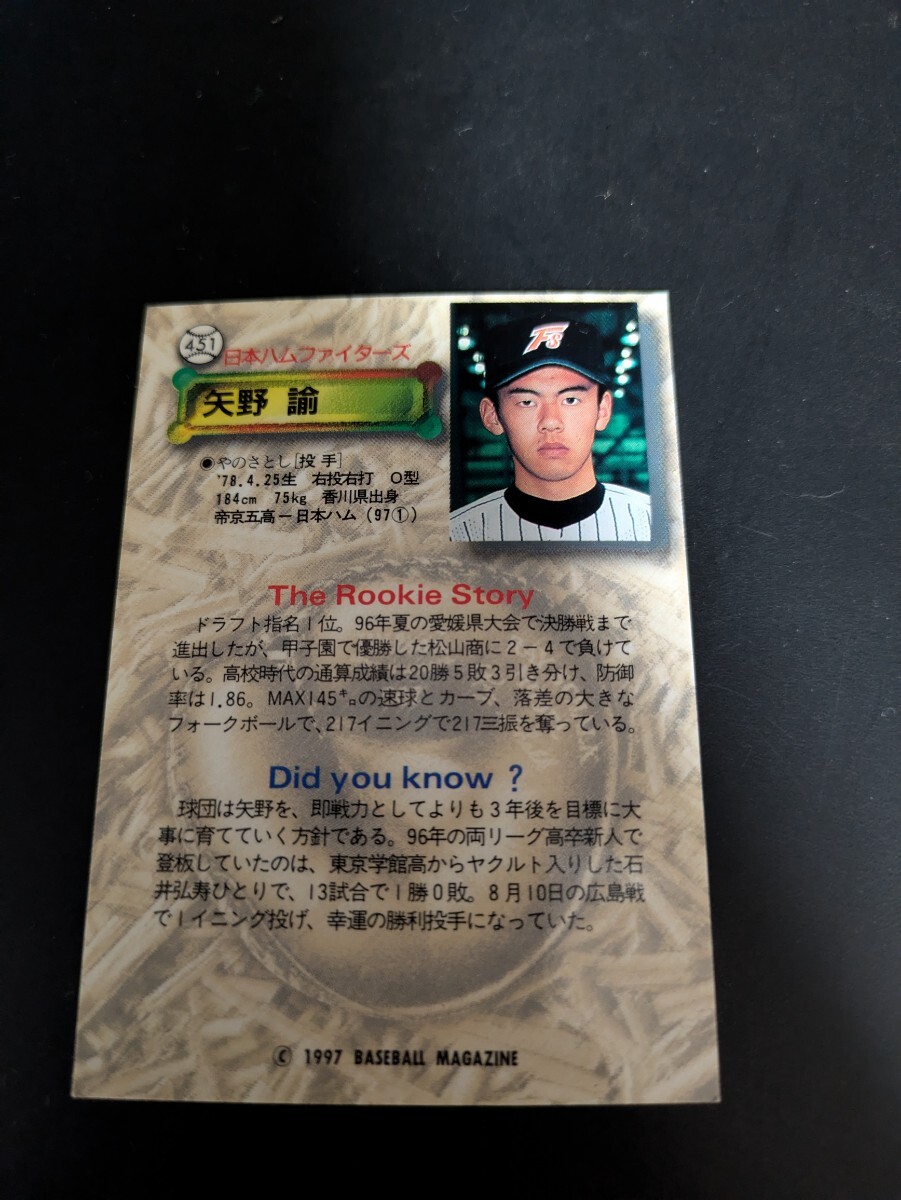 451
日本ハムファイターズ
F's
矢野 諭
●やのさとし[投手]
'78.4.25生 右投右打 O型
184cm 75kg 香川県出身
帝京五高－日本ハム（97①）
The Rookie Story
ドラフト指名1位。96年夏の愛媛県大会で決勝戦まで
進出したが、甲子園で優勝した松山商に2－4で負けて
いる。高校時代の通算成績は20勝5敗3引き分け、防御
率は1.86。MAX145㌔の速球とカーブ、落差の大きな
フォークボールで、217イニングで217三振を奪っている。
Did you know ?
球団は矢野を、即戦力としてよりも3年後を目標に大
事に育てていく方針である。96年の両リーグ高卒新人で
登板していたのは、東京学館高からヤクルト入りした石
井弘寿ひとりで、13試合で1勝0敗。8月10日の広島戦
で1イニング投げ、幸運の勝利投手になっていた。
© 1997 BASEBALL MAGAZINE